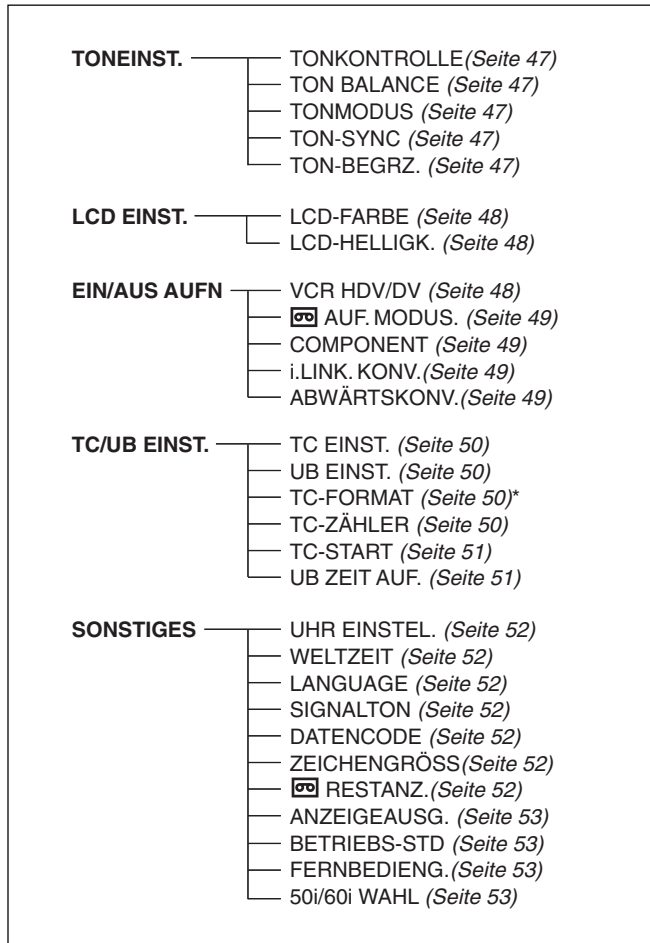 TONEINST. TONKONTROLLE(Seite 47)
TON BALANCE (Seite 47)
TONMODUS (Seite 47)
TON-SYNC (Seite 47)
TON-BEGRZ. (Seite 47)
LCD EINST. LCD-FARBE (Seite 48)
LCD-HELLIGK. (Seite 48)
EIN/AUS AUFN VCR HDV/DV (Seite 48)
AUF. MODUS. (Seite 49)
COMPONENT (Seite 49)
i.LINK. KONV.(Seite 49)
ABWÄRTSKONV.(Seite 49)
TC/UB EINST. TC EINST. (Seite 50)
UB EINST. (Seite 50)
TC-FORMAT (Seite 50)*
TC-ZÄHLER (Seite 50)
TC-START (Seite 51)
UB ZEIT AUF. (Seite 51)
SONSTIGES UHR EINSTEL. (Seite 52)
WELTZEIT (Seite 52)
LANGUAGE (Seite 52)
SIGNALTON (Seite 52)
DATENCODE (Seite 52)
ZEICHENGRÖSS(Seite 52)
RESTANZ.(Seite 52)
ANZEIGEAUSG. (Seite 53)
BETRIEBS-STD (Seite 53)
FERNBEDIENG.(Seite 53)
50i/60i WAHL (Seite 53)